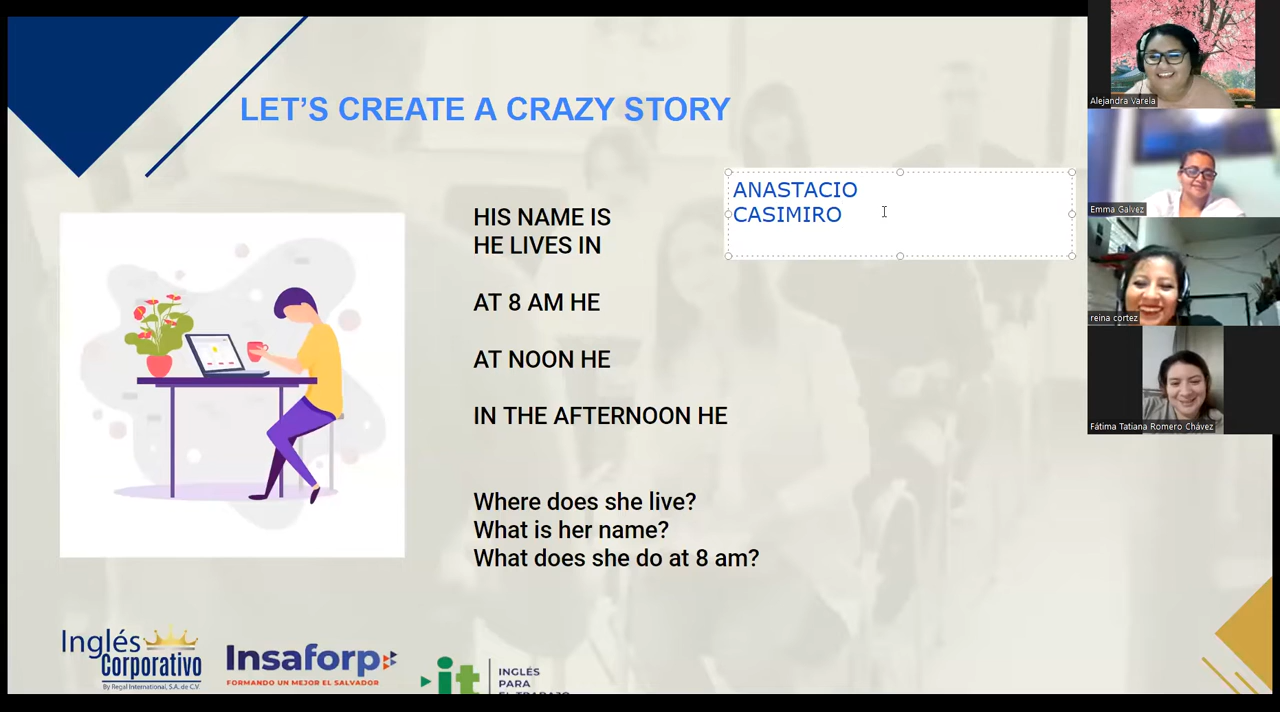 LET'S CREATE A CRAZY STORY
ANASTACIO
CASIMIRO
HIS NAME IS
HE LIVES IN
AT 8 AM HE
AT NOON HE
IN THE AFTERNOON HE
Where does she live?
What is her name?
What does she do at 8 am?
Inglés
Corporativo
By Regal International, S.A. de C.V.
Insaforp
FORMANDO UN MEJOR EL SALVADOR
it
INGLÉS
PARA
EL TRABAJO
Alejandra Varela
Emma Galvez
reina cortez
Fátima Tatiana Romero Chávez